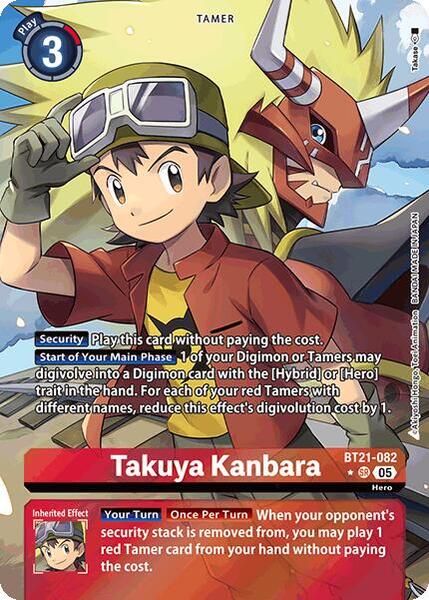 Play
3
TAMER
Takase
©Akiyoshi Hongo, Toei Animation BANDAI MADE IN JAPAN
Security Play this card without paying the cost.
Start of Your Main Phase 1 of your Digimon or Tamers may
digivolve into a Digimon card with the [Hybrid] or [Hero]
trait in the hand. For each of your red Tamers with
different names, reduce this effect's digivolution cost by 1.
Takuya Kanbara
BT21-082
SR 05
Hero
Inherited Effect
Your Turn Once Per Turn When your opponent's
security stack is removed from, you may play 1
red Tamer card from your hand without paying
the cost.